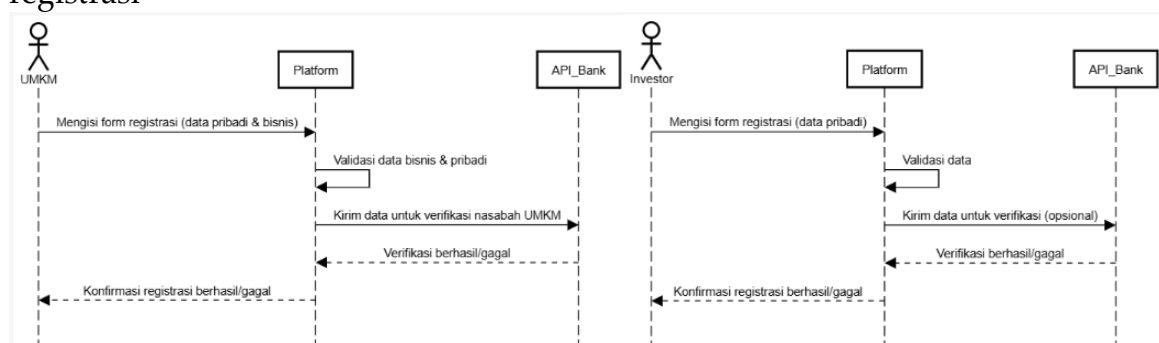 registrasi
UMKM
Platform
API_Bank
Mengisi form registrasi (data pribadi & bisnis)
Validasi data bisnis & pribadi
Kirim data untuk verifikasi nasabah UMKM
Verifikasi berhasil/gagal
Konfirmasi registrasi berhasil/gagal
Investor
Platform
API_Bank
Mengisi form registrasi (data pribadi)
Validasi data
Kirim data untuk verifikasi (opsional)
Verifikasi berhasil/gagal
Konfirmasi registrasi berhasil/gagal